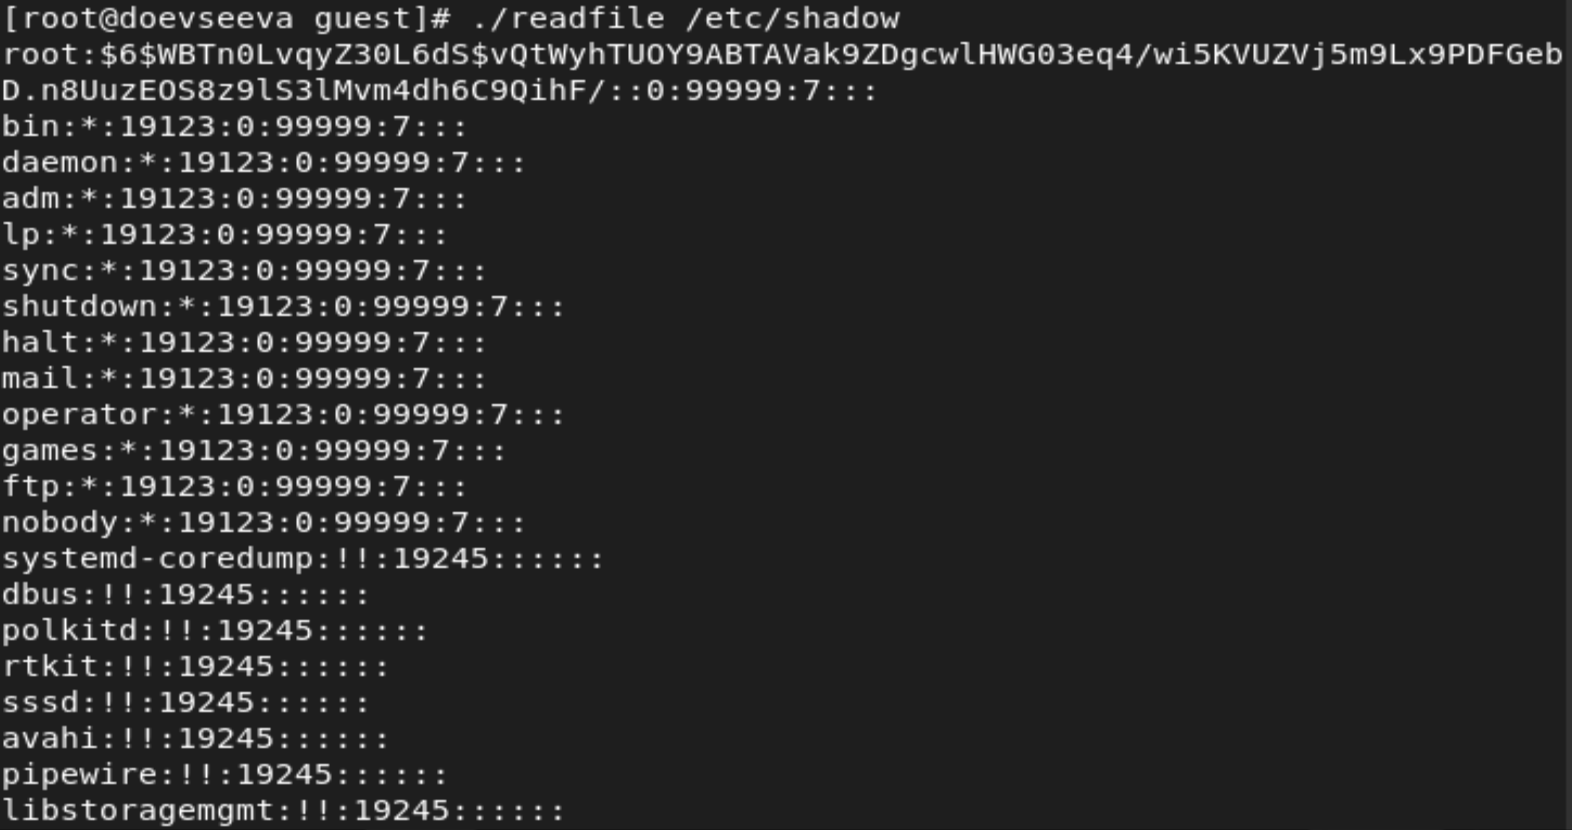 [root@doevseeva guest]# ./readfile /etc/shadow
root:$6$WBTn0LvqyZ30L6dS$vQtWyhTUOY9ABTAVak9ZDgcwlHWG03eq4/wi5KVUZVj5m9Lx9PDFGeb
D.n8UuzEOS8z9lS3lMvm4dh6C9QihF/::0:99999:7:::
bin:*:19123:0:99999:7:::
daemon:*:19123:0:99999:7:::
adm:*:19123:0:99999:7:::
lp:*:19123:0:99999:7:::
sync:*:19123:0:99999:7:::
shutdown:*:19123:0:99999:7:::
halt:*:19123:0:99999:7:::
mail:*:19123:0:99999:7:::
operator:*:19123:0:99999:7:::
games:*:19123:0:99999:7:::
ftp:*:19123:0:99999:7:::
nobody:*:19123:0:99999:7:::
systemd-coredump:!!:19245::::::
dbus:!!:19245::::::
polkitd:!!:19245::::::
rtkit:!!:19245::::::
sssd:!!:19245::::::
avahi:!!:19245::::::
pipewire:!!:19245::::::
libstoragemgmt:!!:19245::::::